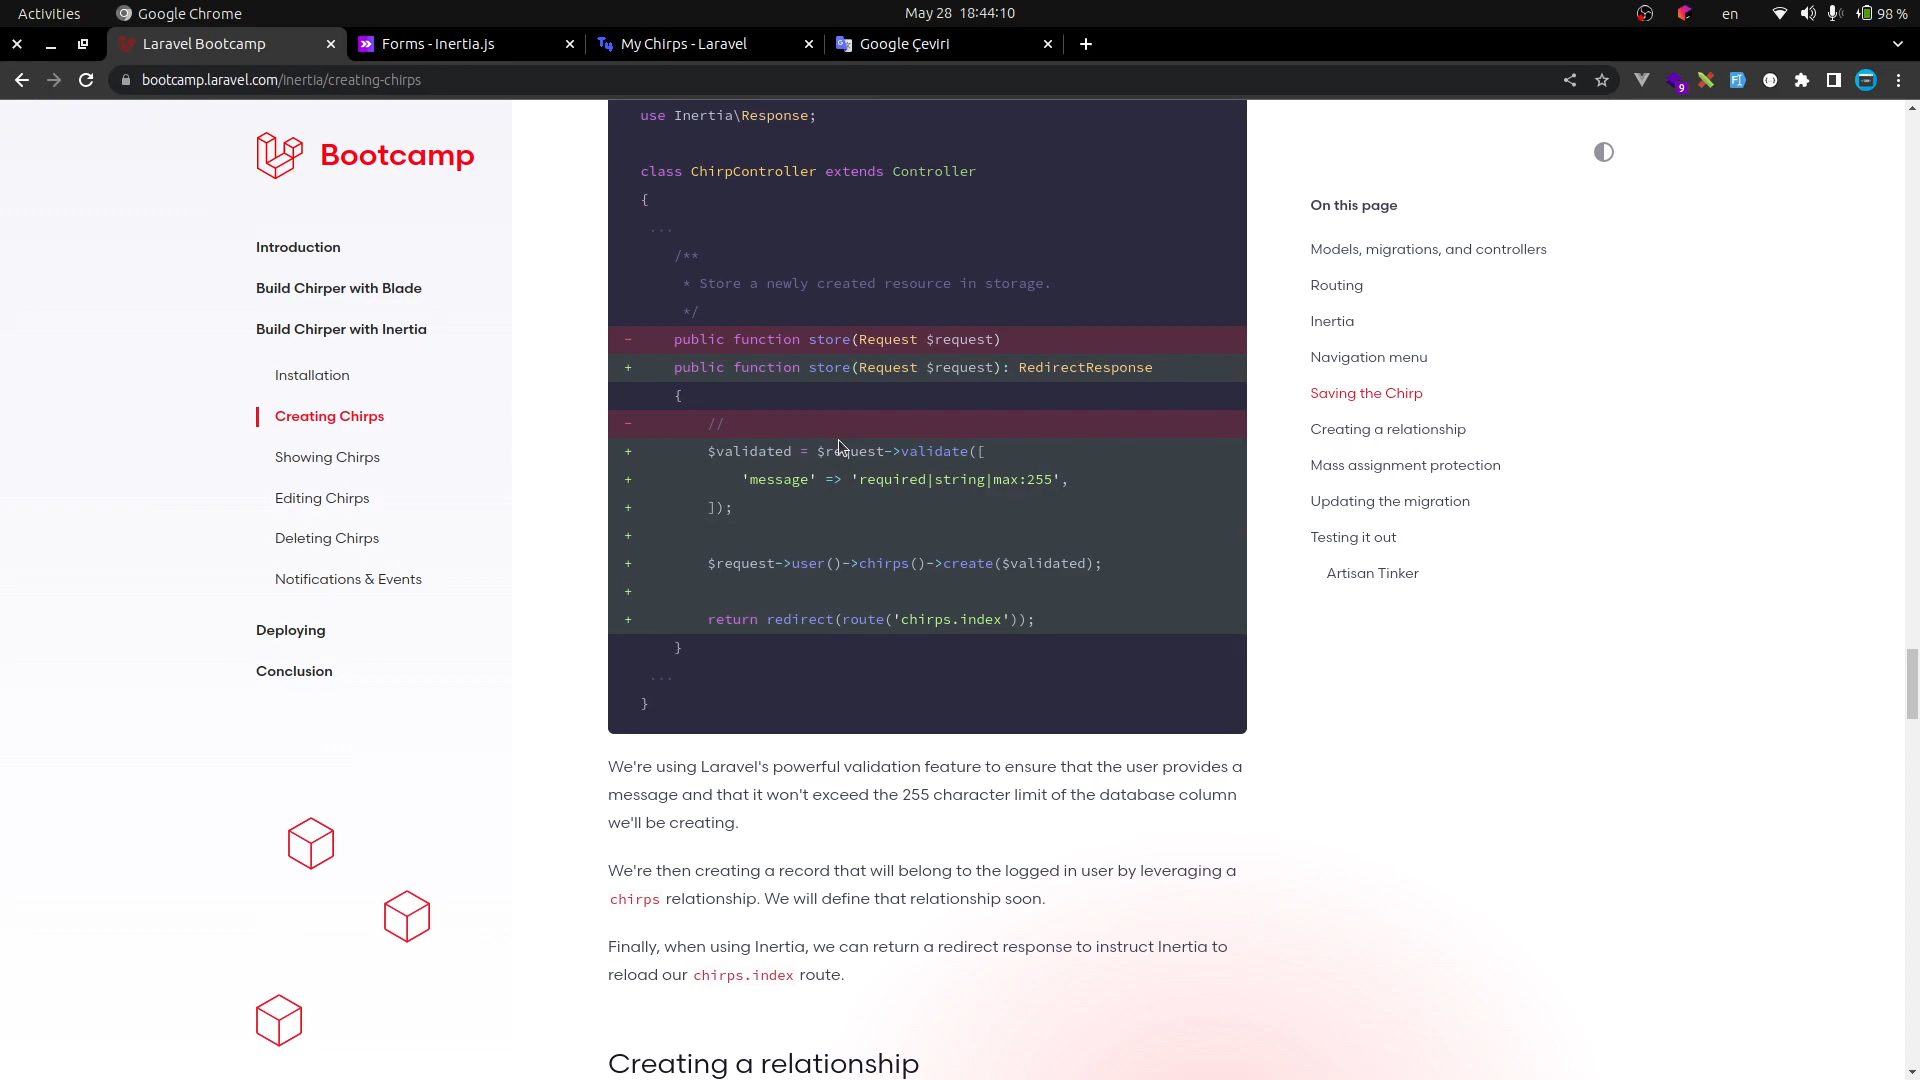 Activities
Google Chrome
May 28 18:44:10
en
98 %
Laravel Bootcamp
Forms - Inertia.js
My Chirps - Laravel
Google Çeviri
bootcamp.laravel.com/inertia/creating-chirps
9
Bootcamp
Introduction
Build Chirper with Blade
Build Chirper with Inertia
Installation
Creating Chirps
Showing Chirps
Editing Chirps
Deleting Chirps
Notifications & Events
Deploying
Conclusion
use Inertia\Response;
class ChirpController extends Controller
{
...
/**
* Store a newly created resource in storage.
*/
- public function store(Request $request)
+ public function store(Request $request): RedirectResponse
{
- //
+ $validated = $request->validate([
+ 'message' => 'required|string|max:255',
+ ]);
+
+ $request->user()->chirps()->create($validated);
+
+ return redirect(route('chirps.index'));
}
...
}
We're using Laravel's powerful validation feature to ensure that the user provides a
message and that it won't exceed the 255 character limit of the database column
we'll be creating.
We're then creating a record that will belong to the logged in user by leveraging a
chirps relationship. We will define that relationship soon.
Finally, when using Inertia, we can return a redirect response to instruct Inertia to
reload our chirps.index route.
Creating a relationship
On this page
Models, migrations, and controllers
Routing
Inertia
Navigation menu
Saving the Chirp
Creating a relationship
Mass assignment protection
Updating the migration
Testing it out
Artisan Tinker